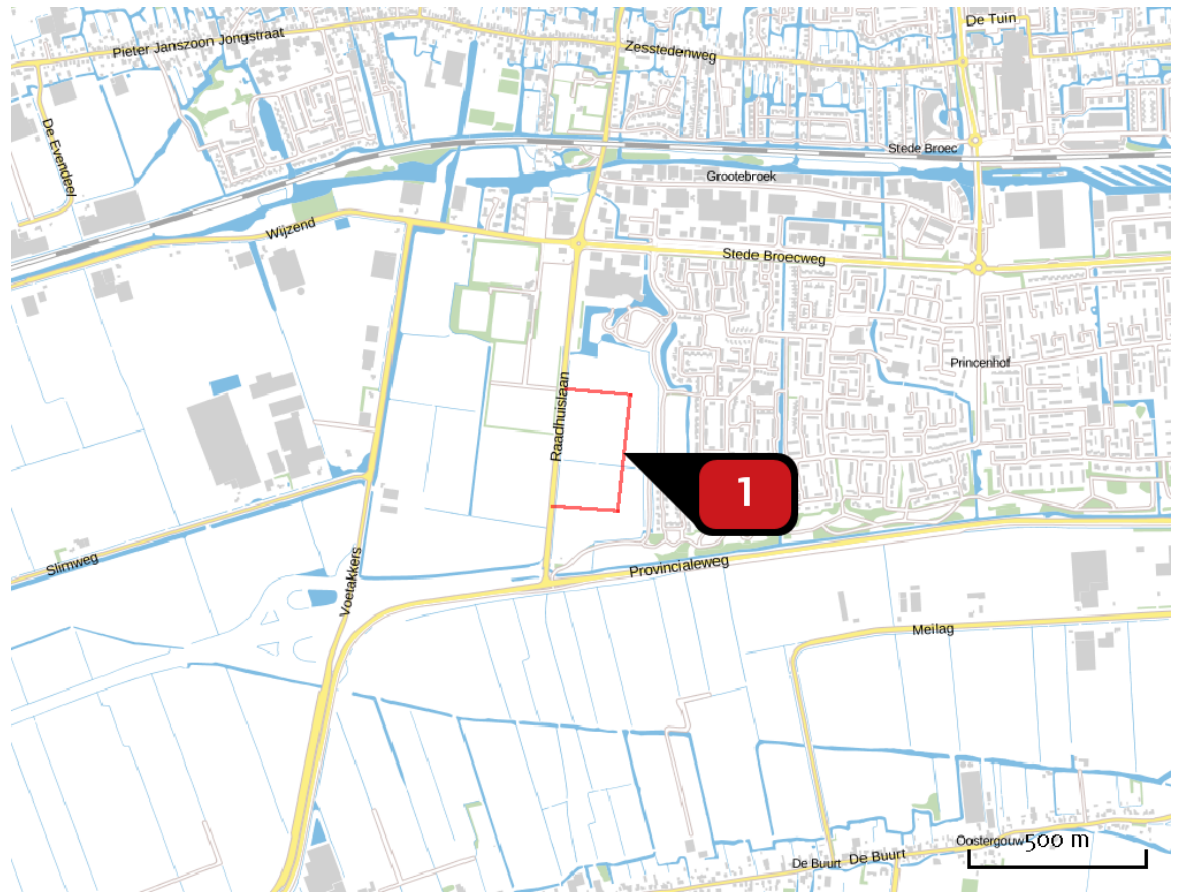 De Tuin
Pieter Janszoon Jongstraat
Zesstedenweg
De Evendeel
Stede Broec
Grootebroek
Wijzend
Stede Broecweg
Princenhof
Raadhuislaan
1
Slimweg
Voetakkers
Provincialeweg
Meilag
Oostergouw
500 m
De Buurt
De Buurt